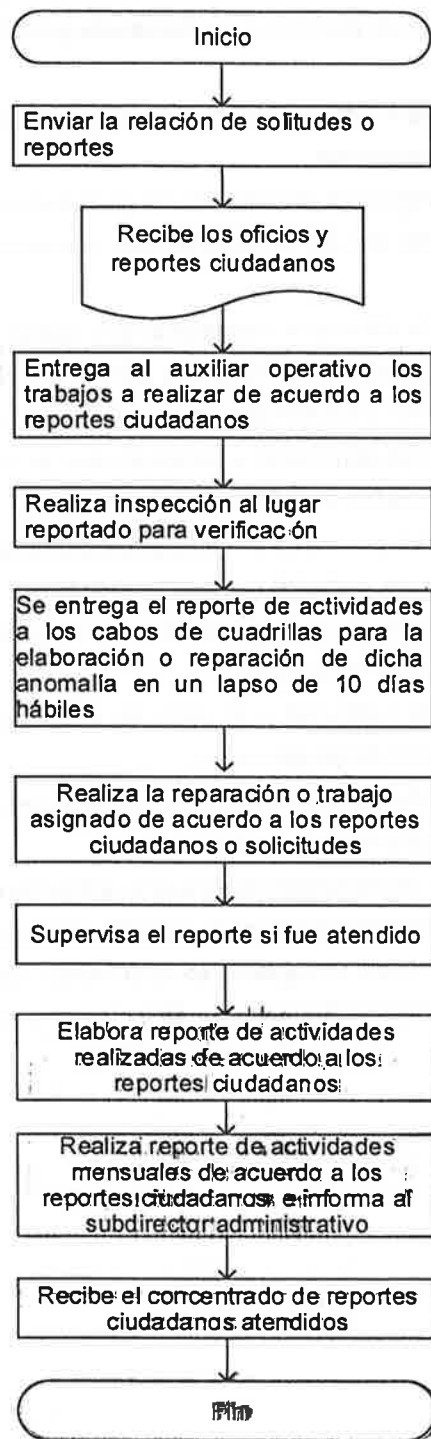 Inicio
Enviar la relación de solitudes o
reportes
Recibe los oficios y
reportes ciudadanos
Entrega al auxiliar operativo los
trabajos a realizar de acuerdo a los
reportes ciudadanos
Realiza inspección al lugar
reportado para verificación
Se entrega el reporte de actividades
a los cabos de cuadrillas para la
elaboración o reparación de dicha
anomalía en un lapso de 10 días
hábiles
Realiza la reparación o trabajo
asignado de acuerdo a los reportes
ciudadanos o solicitudes
Supervisa el reporte si fue atendido
Elabora reporte de actividades
realizadas de acuerdo a los
reportes ciudadanos
Realiza reporte de actividades
mensuales de acuerdo a los
reportes ciudadanos e informa al
subdirector administrativo
Recibe el concentrado de reportes
ciudadanos atendidos
Fin